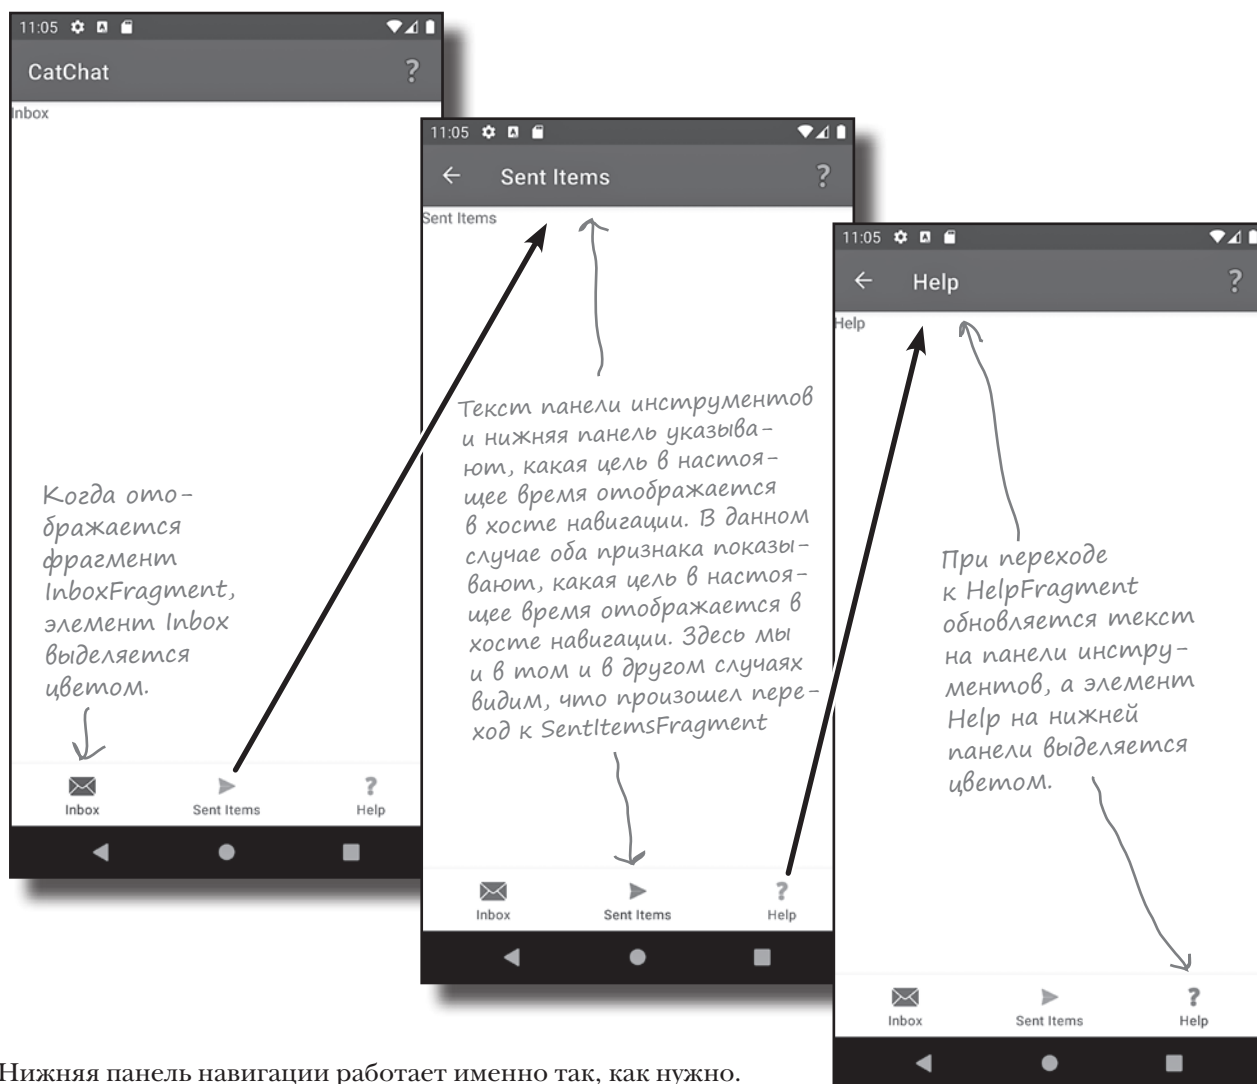 11:05
CatChat
?
Inbox
Когда ото-
бражается
фрагмент
InboxFragment,
элемент Inbox
выделяется
цветом.
Inbox
Sent Items
?
Help
11:05
Sent Items
?
Sent Items
Текст панели инструментов
и нижняя панель указыва-
ют, какая цель в настоя-
щее время отображается
в хосте навигации. В данном
случае оба признака показы-
вают, какая цель в настоя-
щее время отображается в
хосте навигации. Здесь мы
и в том и в другом случаях
видим, что произошел пере-
ход к SentItemsFragment
Inbox
Sent Items
?
Help
11:05
Help
?
Help
При переходе
к HelpFragment
обновляется текст
на панели инстру-
ментов, а элемент
Help на нижней
панели выделяется
цветом.
Inbox
Sent Items
?
Help
Нижняя панель навигации работает именно так, как нужно.